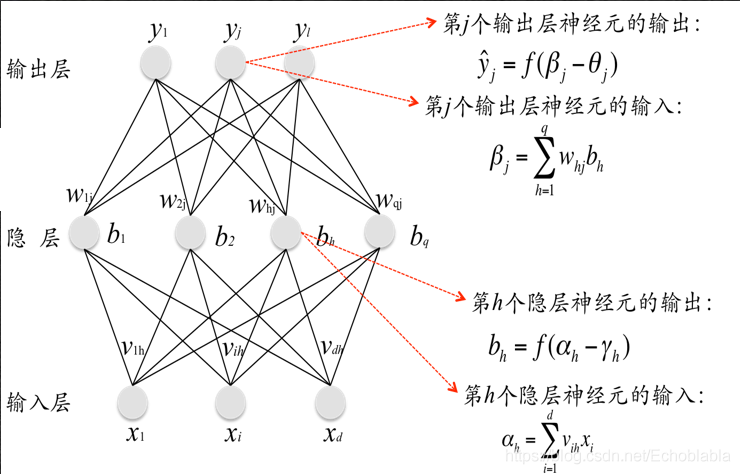 y1 yj yl
输出层
第j个输出层神经元的输出：
ŷj = f(βj − θj)
第j个输出层神经元的输入：
βj = ∑_{h=1}^{q} whj bh
w1j w2j whj wqj
隐 层
b1 b2 bh bq
第h个隐层神经元的输出：
bh = f(αh − γh)
v1h vih vdh
第h个隐层神经元的输入：
αh = ∑_{i=1}^{d} vih xi
输入层
x1 xi xd
https://blog.csdn.net/Echoblabla